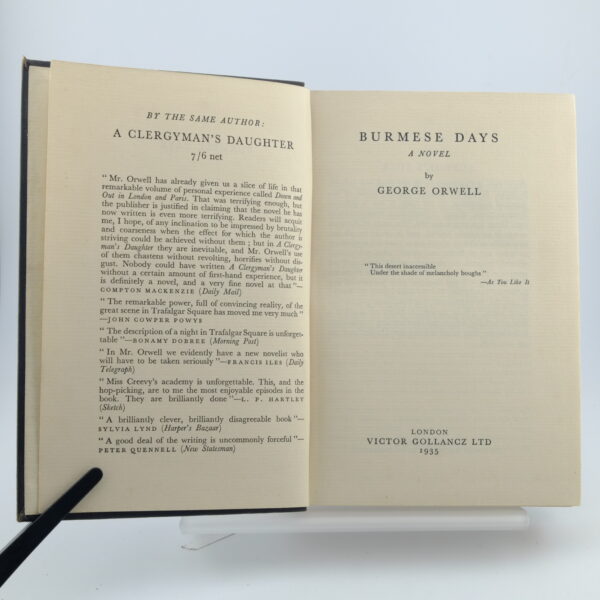 BY THE SAME AUTHOR:
A CLERGYMAN'S DAUGHTER
7/6 net
" Mr. Orwell has already given us a slice of life in that
remarkable volume of personal experience called Down and
Out in London and Paris. That was terrifying enough, but
the publisher is justified in claiming that the novel he has
now written is even more terrifying. Readers will acquit
me, I hope, of any inclination to be impressed by brutality
and coarseness when the effect for which the author is
striving could be achieved without them ; but in A Clergy-
man's Daughter they are inevitable, and Mr. Orwell's use
of them chastens without revolting, horrifies without dis-
gust. Nobody could have written A Clergyman's Daughter
without a certain amount of first-hand experience, but it
is definitely a novel, and a very fine novel at that "—
COMPTON MACKENZIE (Daily Mail)
" The remarkable power, full of convincing reality, of the
great scene in Trafalgar Square has moved me very much "
—JOHN COWPER POWYS
" The description of a night in Trafalgar Square is unforget-
table "—BONAMY DOBREE (Morning Post)
" In Mr. Orwell we evidently have a new novelist who
will have to be taken seriously "—FRANCIS ILES (Daily
Telegraph)
" Miss Creevy's academy is unforgettable. This, and the
hop-picking, are to me the most enjoyable episodes in the
book. They are brilliantly done "—L. P. HARTLEY
(Sketch)
" A brilliantly clever, brilliantly disagreeable book "—
SYLVIA LYND (Harper's Bazaar)
" A good deal of the writing is uncommonly forceful "—
PETER QUENNELL (New Statesman)
BURMESE DAYS
A NOVEL
by
GEORGE ORWELL
" This desert inaccessible
Under the shade of melancholy boughs "
—As You Like It
LONDON
VICTOR GOLLANCZ LTD
1935